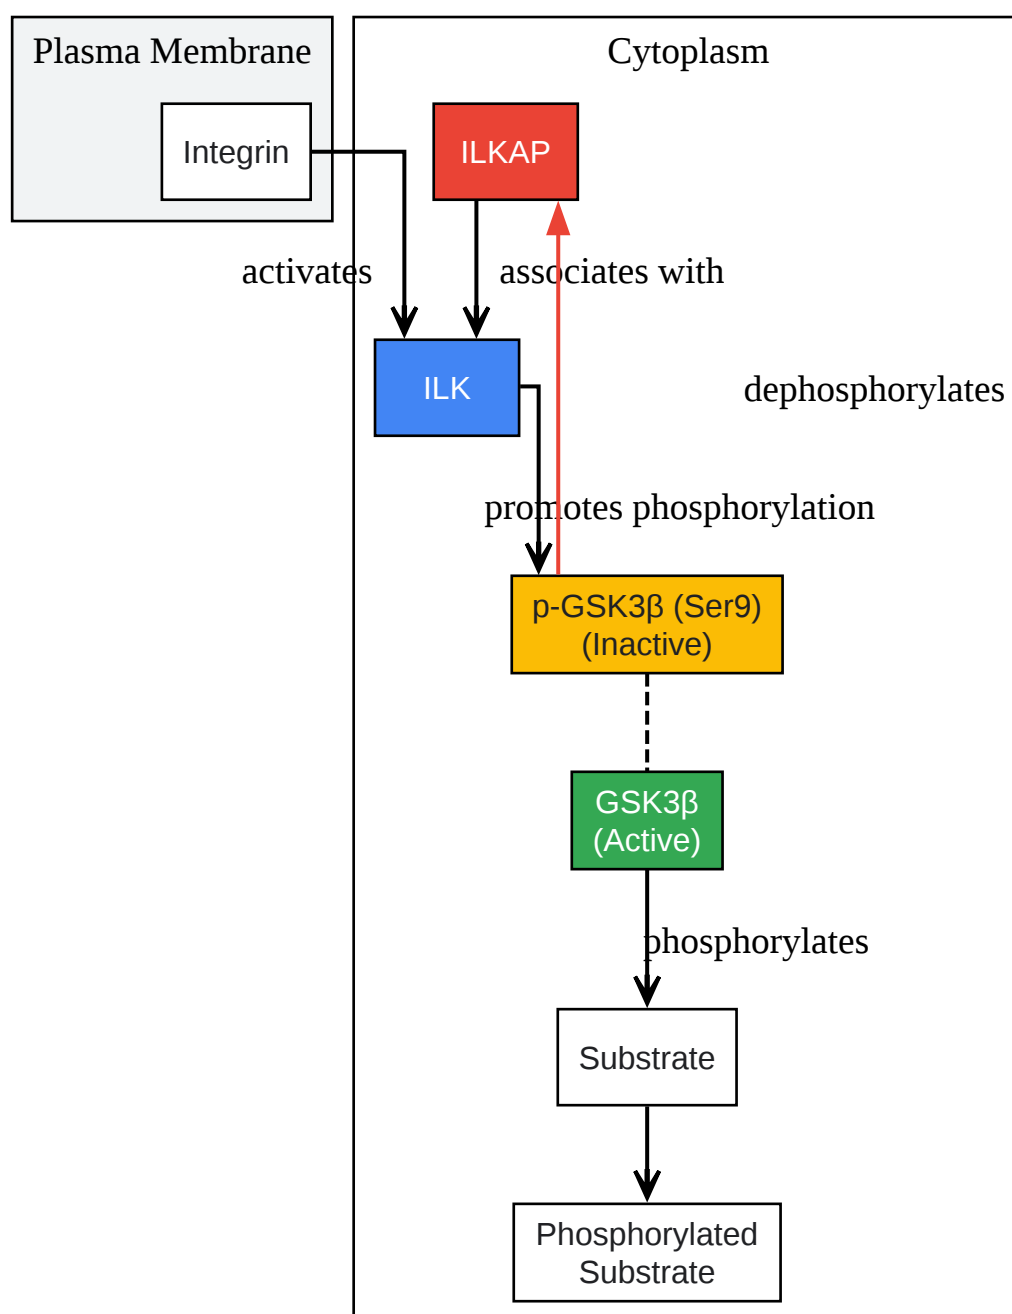 Plasma Membrane
Cytoplasm
Integrin
ILKAP
activates
associates with
ILK
dephosphorylates
promotes phosphorylation
p-GSK3β (Ser9)
(Inactive)
GSK3β
(Active)
phosphorylates
Substrate
Phosphorylated
Substrate